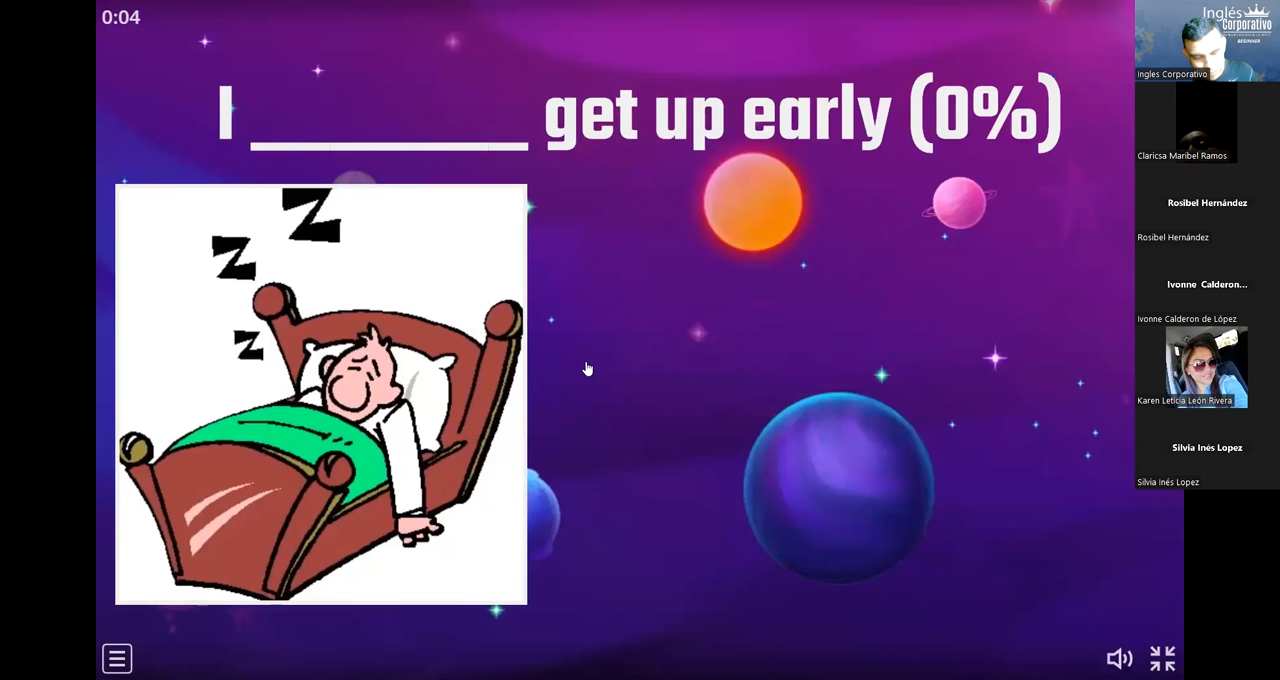 0:04
I ________ get up early (0%)
Z
Z
Z
Inglés
Corporativo
BEGINNER
Ingles Corporativo
Claricsa Maribel Ramos
Rosibel Hernández
Rosibel Hernández
Ivonne Calderon...
Ivonne Calderon de López
Karen Leticia León Rivera
Silvia Inés Lopez
Silvia Inés Lopez